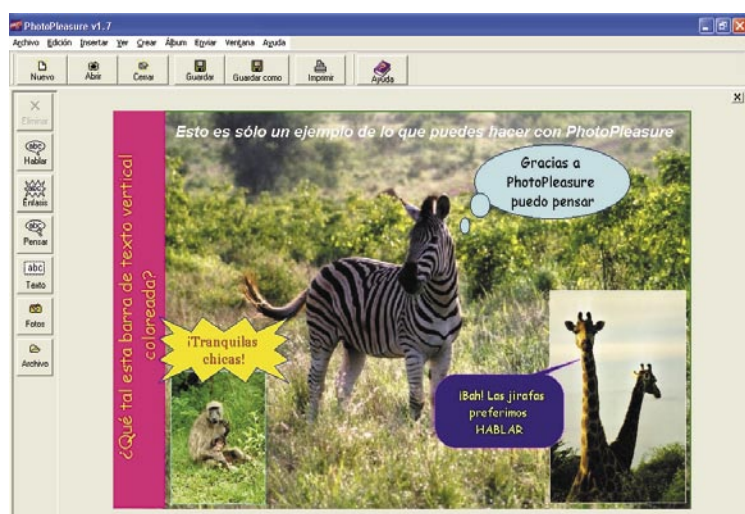 PhotoPleasure v1.7
Archivo Edición Insertar Ver Crear Álbum Enviar Ventana Ayuda
Nuevo Abrir Cerrar Guardar Guardar como Imprimir Ayuda
Eliminar
abc
Hablar
abc
Énfasis
abc
Pensar
abc
Texto
Fotos
Archivo
Esto es sólo un ejemplo de lo que puedes hacer con PhotoPleasure
¿Qué tal esta barra de texto vertical
coloreada?
Gracias a
PhotoPleasure
puedo pensar
¡Tranquilas
chicas!
¡Bah! Las jirafas
preferimos
HABLAR